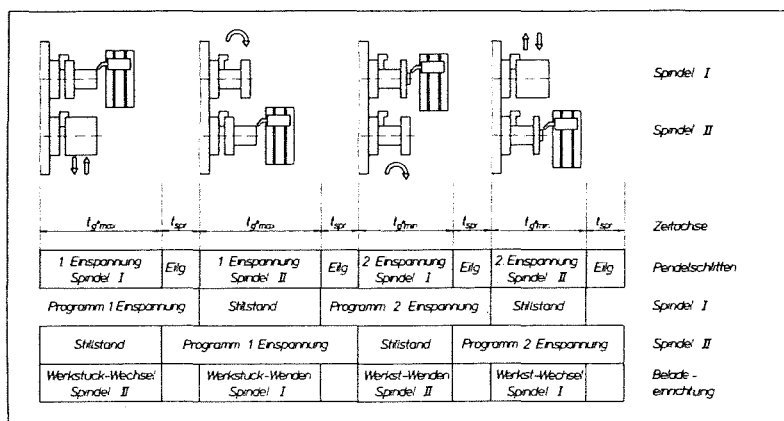 Spindel I
Spindel II
t_g*max t_spr t_g*max t_spr t_g*min t_spr t_g*min. t_spr Zeitachse
1. Einspannung Spindel I
Eilg
1 Einspannung Spindel II
Eilg
2. Einspannung Spindel I
Eilg
2. Einspannung Spindel II
Eilg
Pendelschlitten
Programm 1 Einspannung Stillstand Programm 2 Einspannung Stillstand Spindel I
Stillstand Programm 1 Einspannung Stillstand Programm 2 Einspannung Spindel II
Werkstuck-Wechsel Spindel II
Werkstuck-Wenden Spindel I
Werkst-Wenden Spindel II
Werkst-Wechsel Spindel I
Belade-
einrichtung